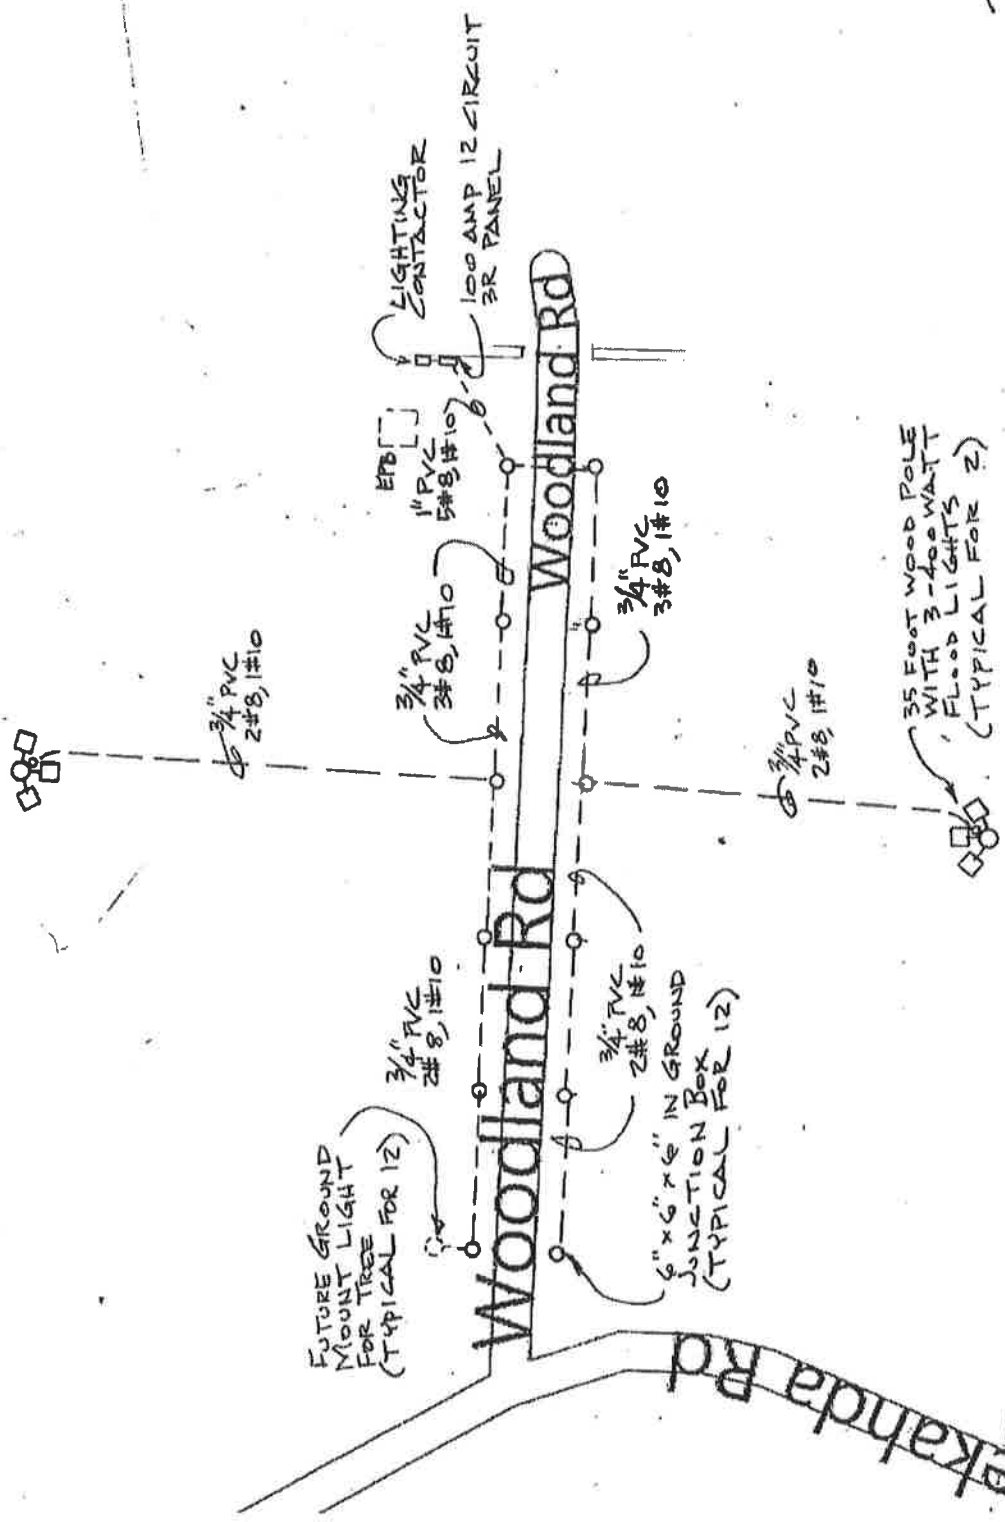 LIGHTING
CONTACTOR
100 AMP 12 CIRCUIT
3R PANEL
EPB
1" PVC
5#8, 1#10
3/4" PVC
2#8, 1#10
3/4" PVC
3#8, 1#10
3/4" PVC
2#8, 1#10
FUTURE GROUND
MOUNT LIGHT
FOR TREE
(TYPICAL FOR 12)
Woodland Rd
Woodland Rd
3/4" PVC
3#8, 1#10
3/4" PVC
2#8, 1#10
3/4" PVC
2#8, 1#10
6" x 6" x 6" IN GROUND
JUNCTION BOX
(TYPICAL FOR 12)
35 FOOT WOOD POLE
WITH 3-400 WATT
FLOOD LIGHTS
(TYPICAL FOR 2)
ekahda Rd